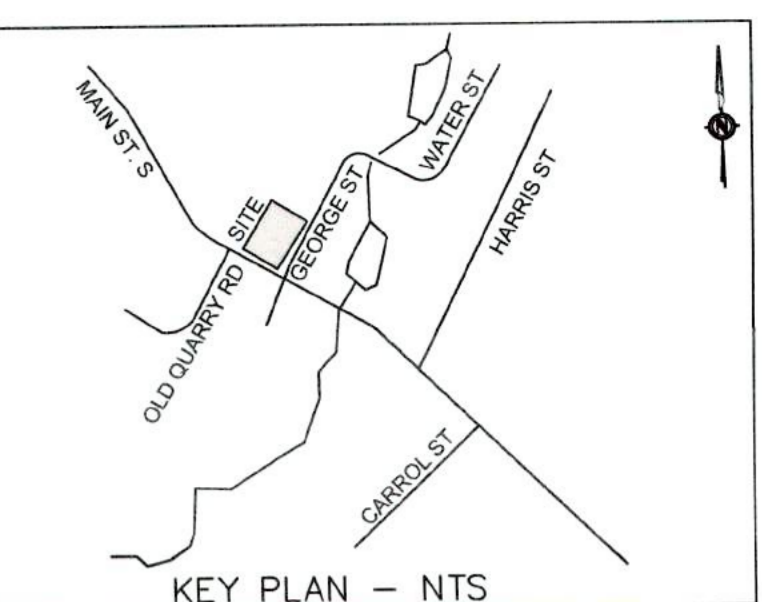 MAIN ST. S
WATER ST
N
SITE
GEORGE ST
HARRIS ST
OLD QUARRY RD
CARROL ST
KEY PLAN – NTS